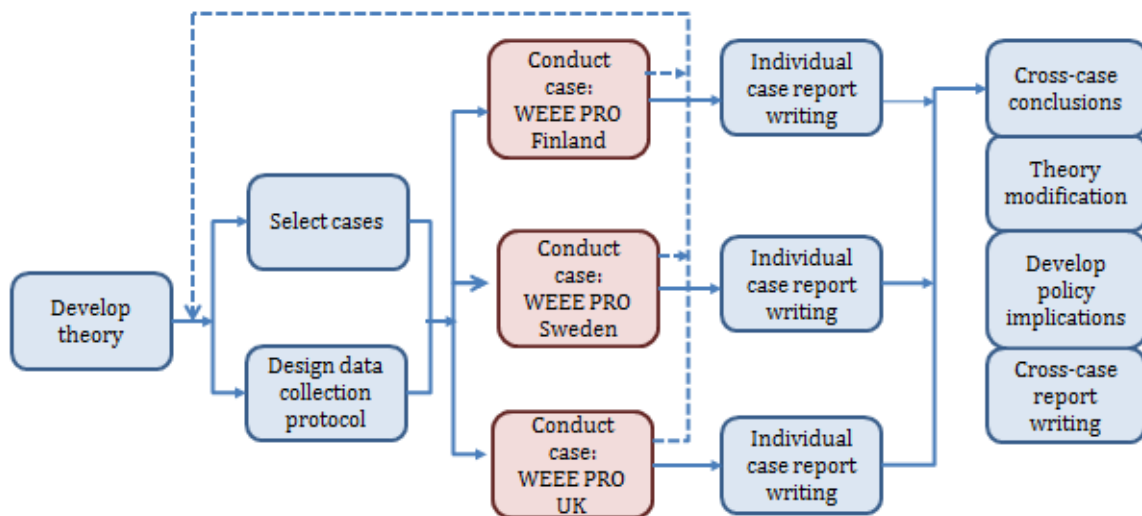 Develop
theory
Select cases
Design data
collection
protocol
Conduct
case:
WEEE PRO
Finland
Conduct
case:
WEEE PRO
Sweden
Conduct
case:
WEEE PRO
UK
Individual
case report
writing
Individual
case report
writing
Individual
case report
writing
Cross-case
conclusions
Theory
modification
Develop
policy
implications
Cross-case
report
writing